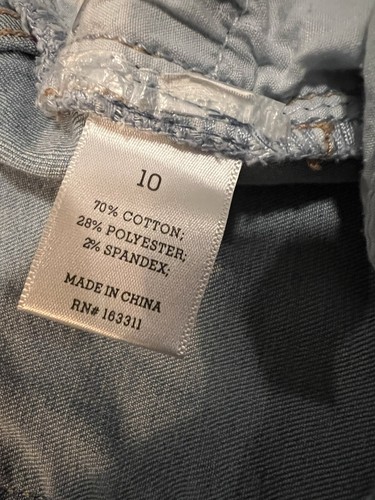 10
70% COTTON;
28% POLYESTER;
2% SPANDEX;
MADE IN CHINA
RN# 163311